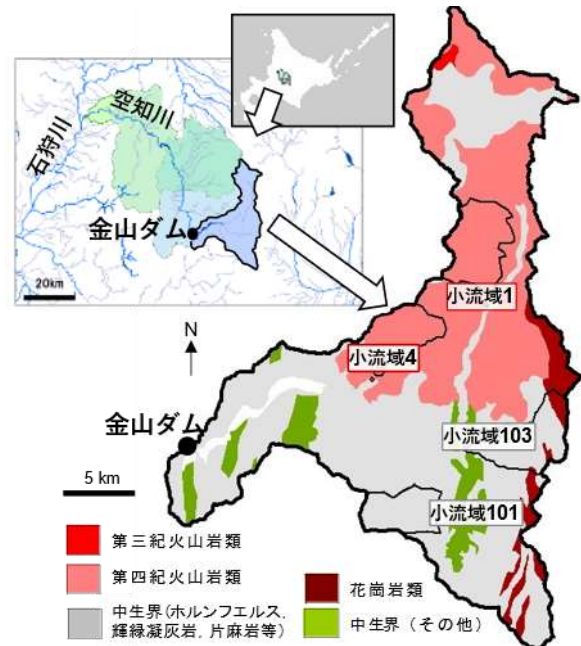 空知川
石狩川
金山ダム
20km
N
小流域1
小流域4
金山ダム
小流域103
5 km
小流域101
第三紀火山岩類
第四紀火山岩類
中生界(ホルンフェルス,
輝緑凝灰岩, 片麻岩等)
花崗岩類
中生界（その他）